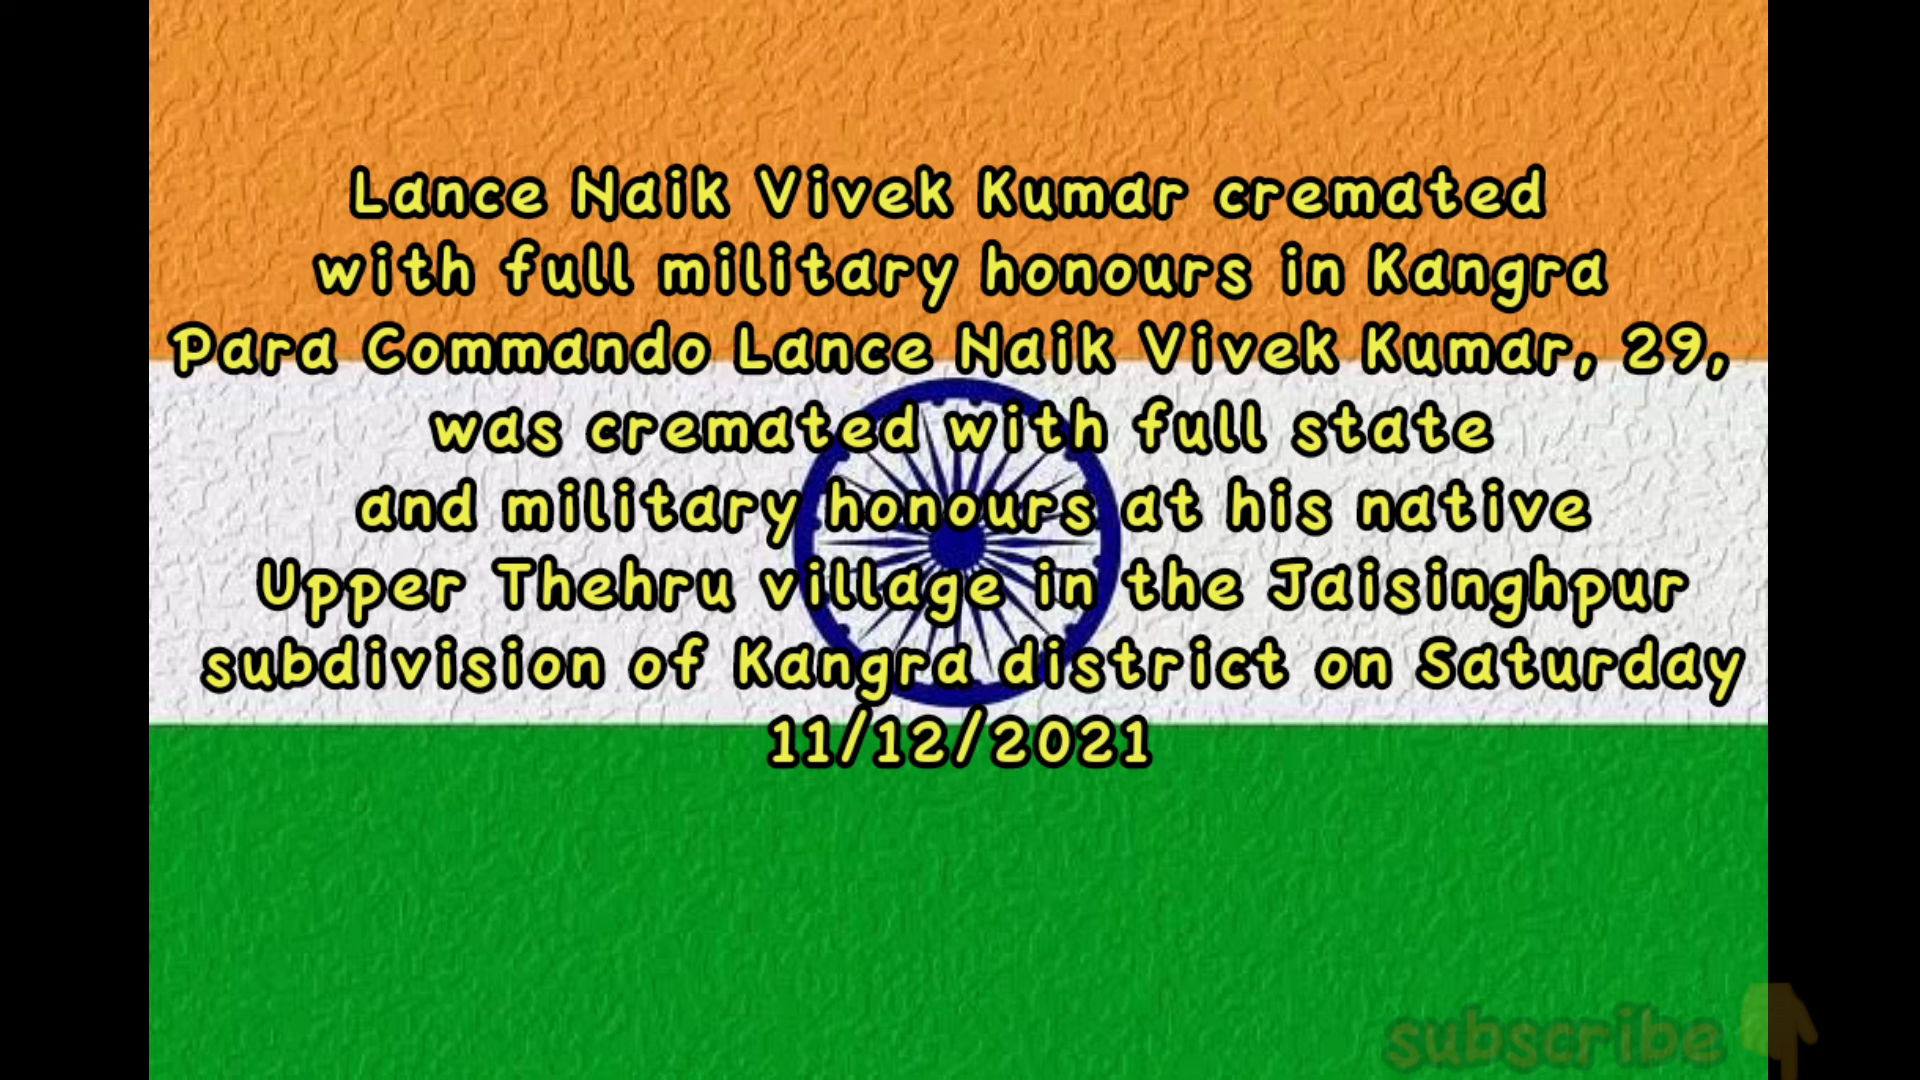 Lance Naik Vivek Kumar cremated
with full military honours in Kangra
Para Commando Lance Naik Vivek Kumar, 29,
was cremated with full state
and military honours at his native
Upper Thehru village in the Jaisinghpur
subdivision of Kangra district on Saturday
11/12/2021
subscribe